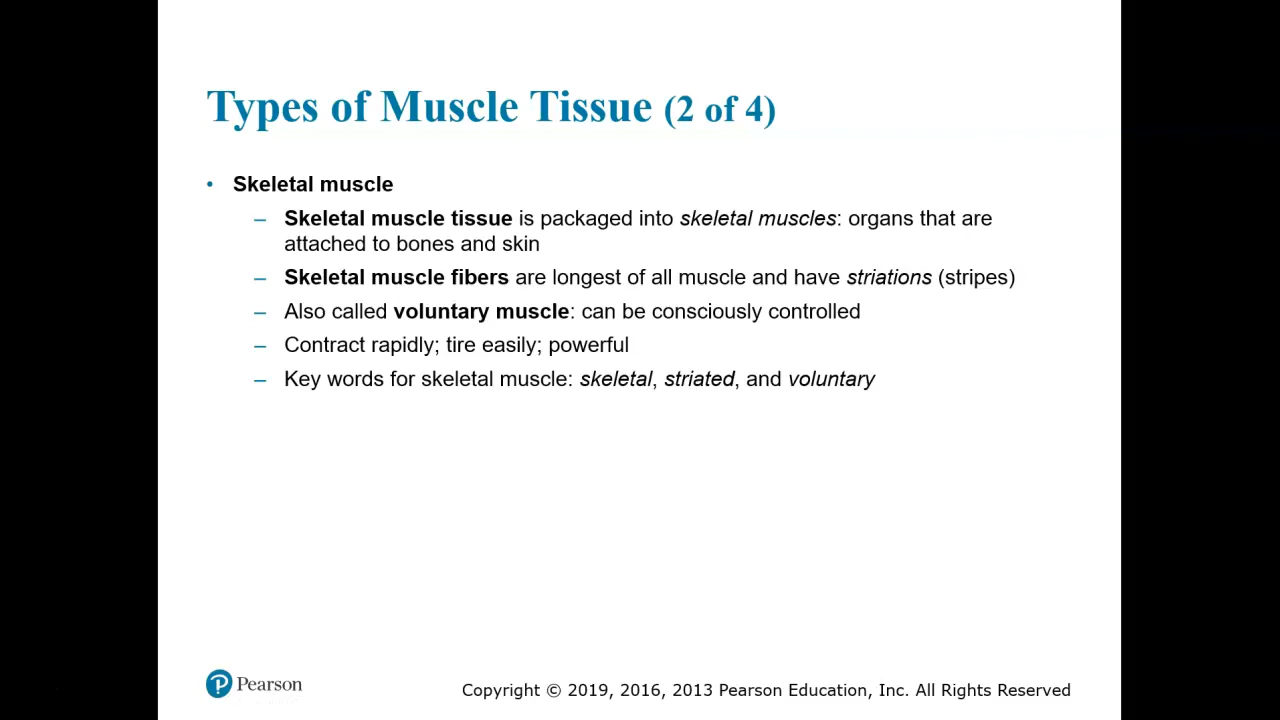 Types of Muscle Tissue (2 of 4)
• Skeletal muscle
– Skeletal muscle tissue is packaged into skeletal muscles: organs that are
attached to bones and skin
– Skeletal muscle fibers are longest of all muscle and have striations (stripes)
– Also called voluntary muscle: can be consciously controlled
– Contract rapidly; tire easily; powerful
– Key words for skeletal muscle: skeletal, striated, and voluntary
Pearson
Copyright © 2019, 2016, 2013 Pearson Education, Inc. All Rights Reserved